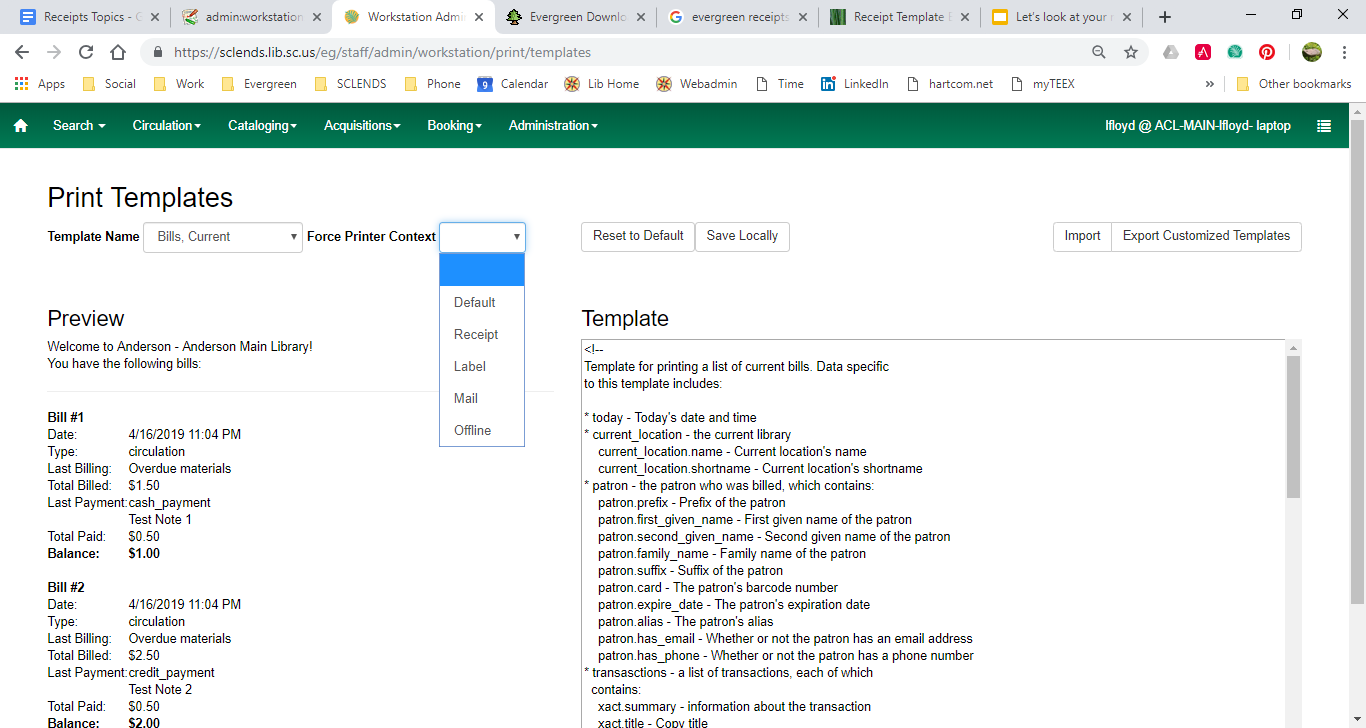 Receipts Topics - G
admin:workstation
Workstation Admi
Evergreen Downlo
evergreen receipts
Receipt Template E
Let's look at your r
https://sclends.lib.sc.us/eg/staff/admin/workstation/print/templates
Apps Social Work Evergreen SCLENDS Phone Calendar Lib Home Webadmin Time LinkedIn hartcom.net myTEEX » Other bookmarks
Search Circulation Cataloging Acquisitions Booking Administration lfloyd @ ACL-MAIN-lfloyd- laptop
Print Templates
Template Name Bills, Current Force Printer Context Reset to Default Save Locally Import Export Customized Templates
Default
Receipt
Label
Mail
Offline
Preview
Welcome to Anderson - Anderson Main Library!
You have the following bills:
Bill #1
Date: 4/16/2019 11:04 PM
Type: circulation
Last Billing: Overdue materials
Total Billed: $1.50
Last Payment:cash_payment
Test Note 1
Total Paid: $0.50
Balance: $1.00
Bill #2
Date: 4/16/2019 11:04 PM
Type: circulation
Last Billing: Overdue materials
Total Billed: $2.50
Last Payment:credit_payment
Test Note 2
Total Paid: $0.50
Balance: $2.00
Template
<!--
Template for printing a list of current bills. Data specific
to this template includes:
* today - Today's date and time
* current_location - the current library
current_location.name - Current location's name
current_location.shortname - Current location's shortname
* patron - the patron who was billed, which contains:
patron.prefix - Prefix of the patron
patron.first_given_name - First given name of the patron
patron.second_given_name - Second given name of the patron
patron.family_name - Family name of the patron
patron.suffix - Suffix of the patron
patron.card - The patron's barcode number
patron.expire_date - The patron's expiration date
patron.alias - The patron's alias
patron.has_email - Whether or not the patron has an email address
patron.has_phone - Whether or not the patron has a phone number
* transasctions - a list of transactions, each of which
contains:
xact.summary - information about the transaction
xact.title - Copy title